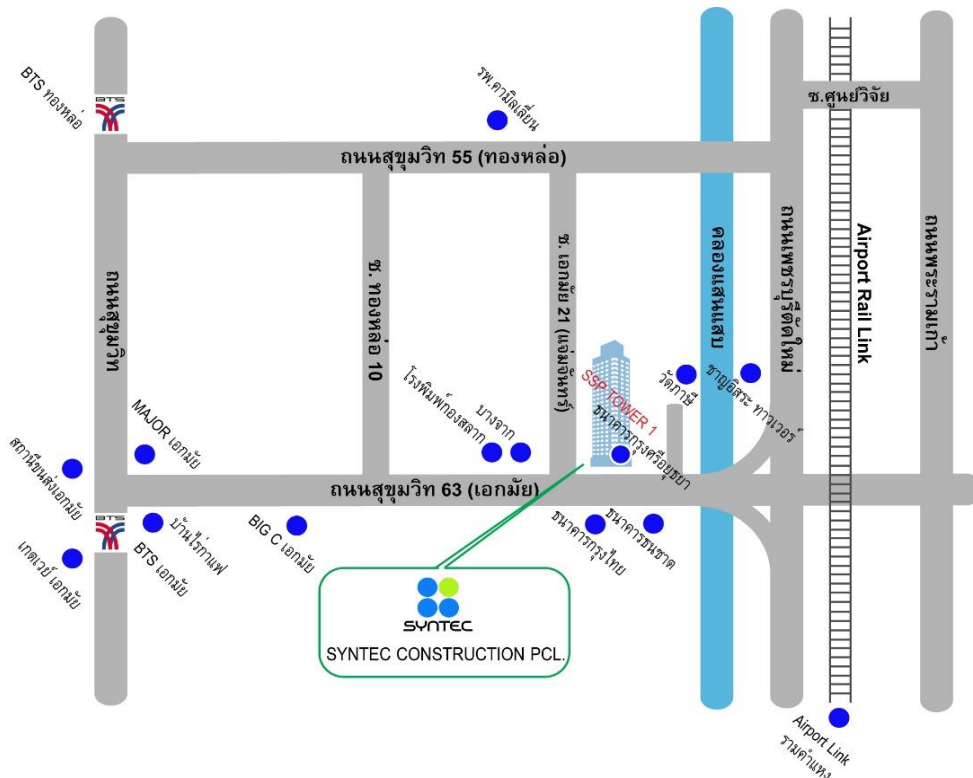 BTS ทองหล่อ
BTS
รพ.คามิลเลี่ยน
ซ.ศูนย์วิจัย
ถนนสุขุมวิท 55 (ทองหล่อ)
ถนนสุขุมวิท
ซ. ทองหล่อ 10
ซ. เอกมัย 21 (แจ่มจันทร์)
คลองแสนแสบ
ถนนเพชรบุรีตัดใหม่
Airport Rail Link
ถนนพระรามเก้า
MAJOR เอกมัย
สถานีขนส่งเอกมัย
โรงพิมพ์กองสลาก
บางจาก
SSP TOWER 1
ธนาคารกรุงศรีอยุธยา
วัดภาษี
ชาญอิสระ ทาวเวอร์
ถนนสุขุมวิท 63 (เอกมัย)
BTS
เกตเวย์ เอกมัย
BTS เอกมัย
บ้านไร่กาแฟ
BIG C เอกมัย
ธนาคารกรุงไทย
ธนาคารธนชาต
SYNTEC
SYNTEC CONSTRUCTION PCL.
Airport Link
รามคำแหง